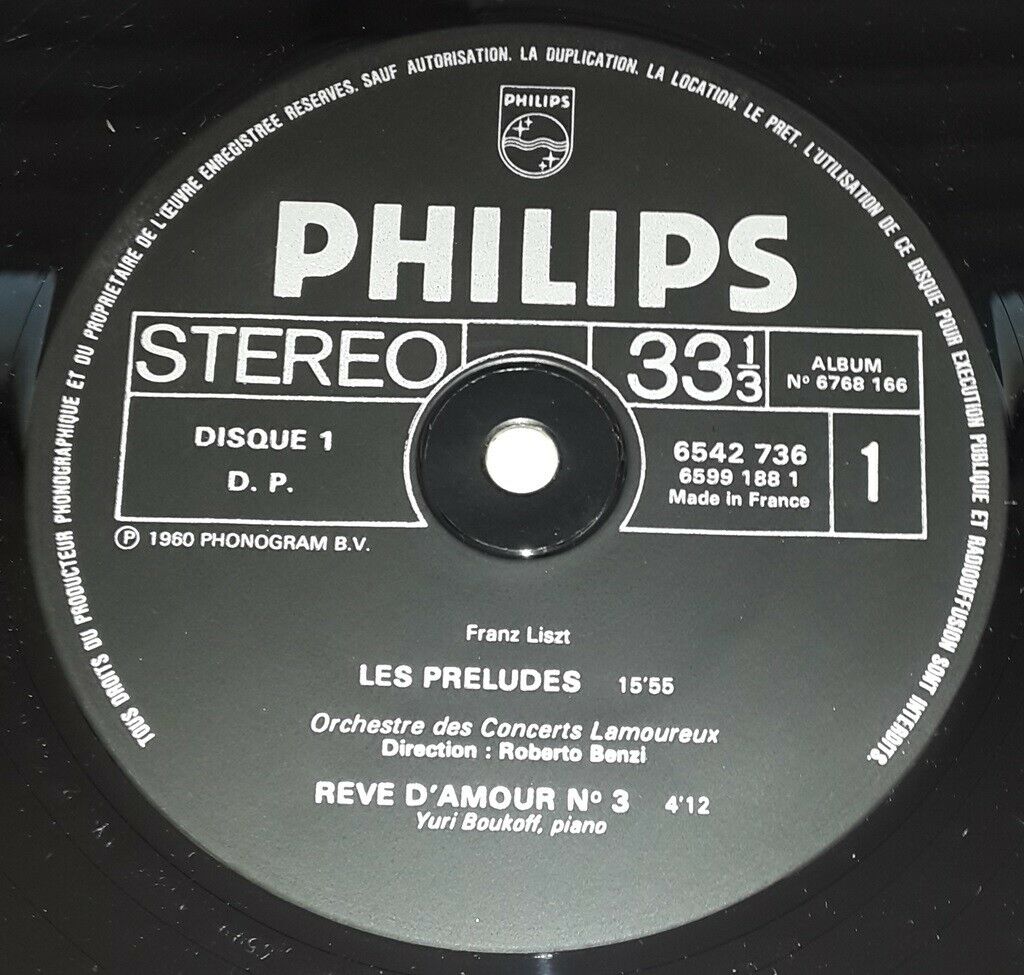 TOUS DROITS DU PRODUCTEUR PHONOGRAPHIQUE ET DU PROPRIETAIRE DE L'ŒUVRE ENREGISTREE RESERVES. SAUF AUTORISATION. LA DUPLICATION. LA LOCATION. LE PRET. L'UTILISATION DE CE DISQUE POUR EXECUTION PUBLIQUE ET RADIODIFFUSION SONT INTERDITS.
PHILIPS
PHILIPS
STEREO
33 1/3
ALBUM
Nº 6768 166
DISQUE 1
D. P.
6542 736
6599 188 1
Made in France
1
Ⓟ 1960 PHONOGRAM B.V.
Franz Liszt
LES PRELUDES 15'55
Orchestre des Concerts Lamoureux
Direction : Roberto Benzi
REVE D'AMOUR Nº 3 4'12
Yuri Boukoff, piano